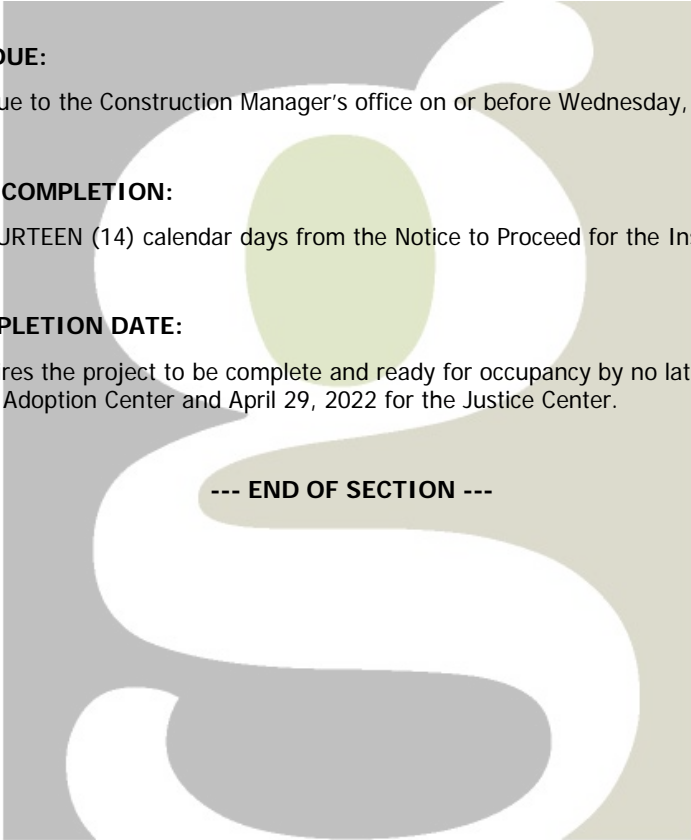 DUE:
ue to the Construction Manager's office on or before Wednesday,
COMPLETION:
URTEEN (14) calendar days from the Notice to Proceed for the Ins
PLETION DATE:
res the project to be complete and ready for occupancy by no lat
Adoption Center and April 29, 2022 for the Justice Center.
--- END OF SECTION ---